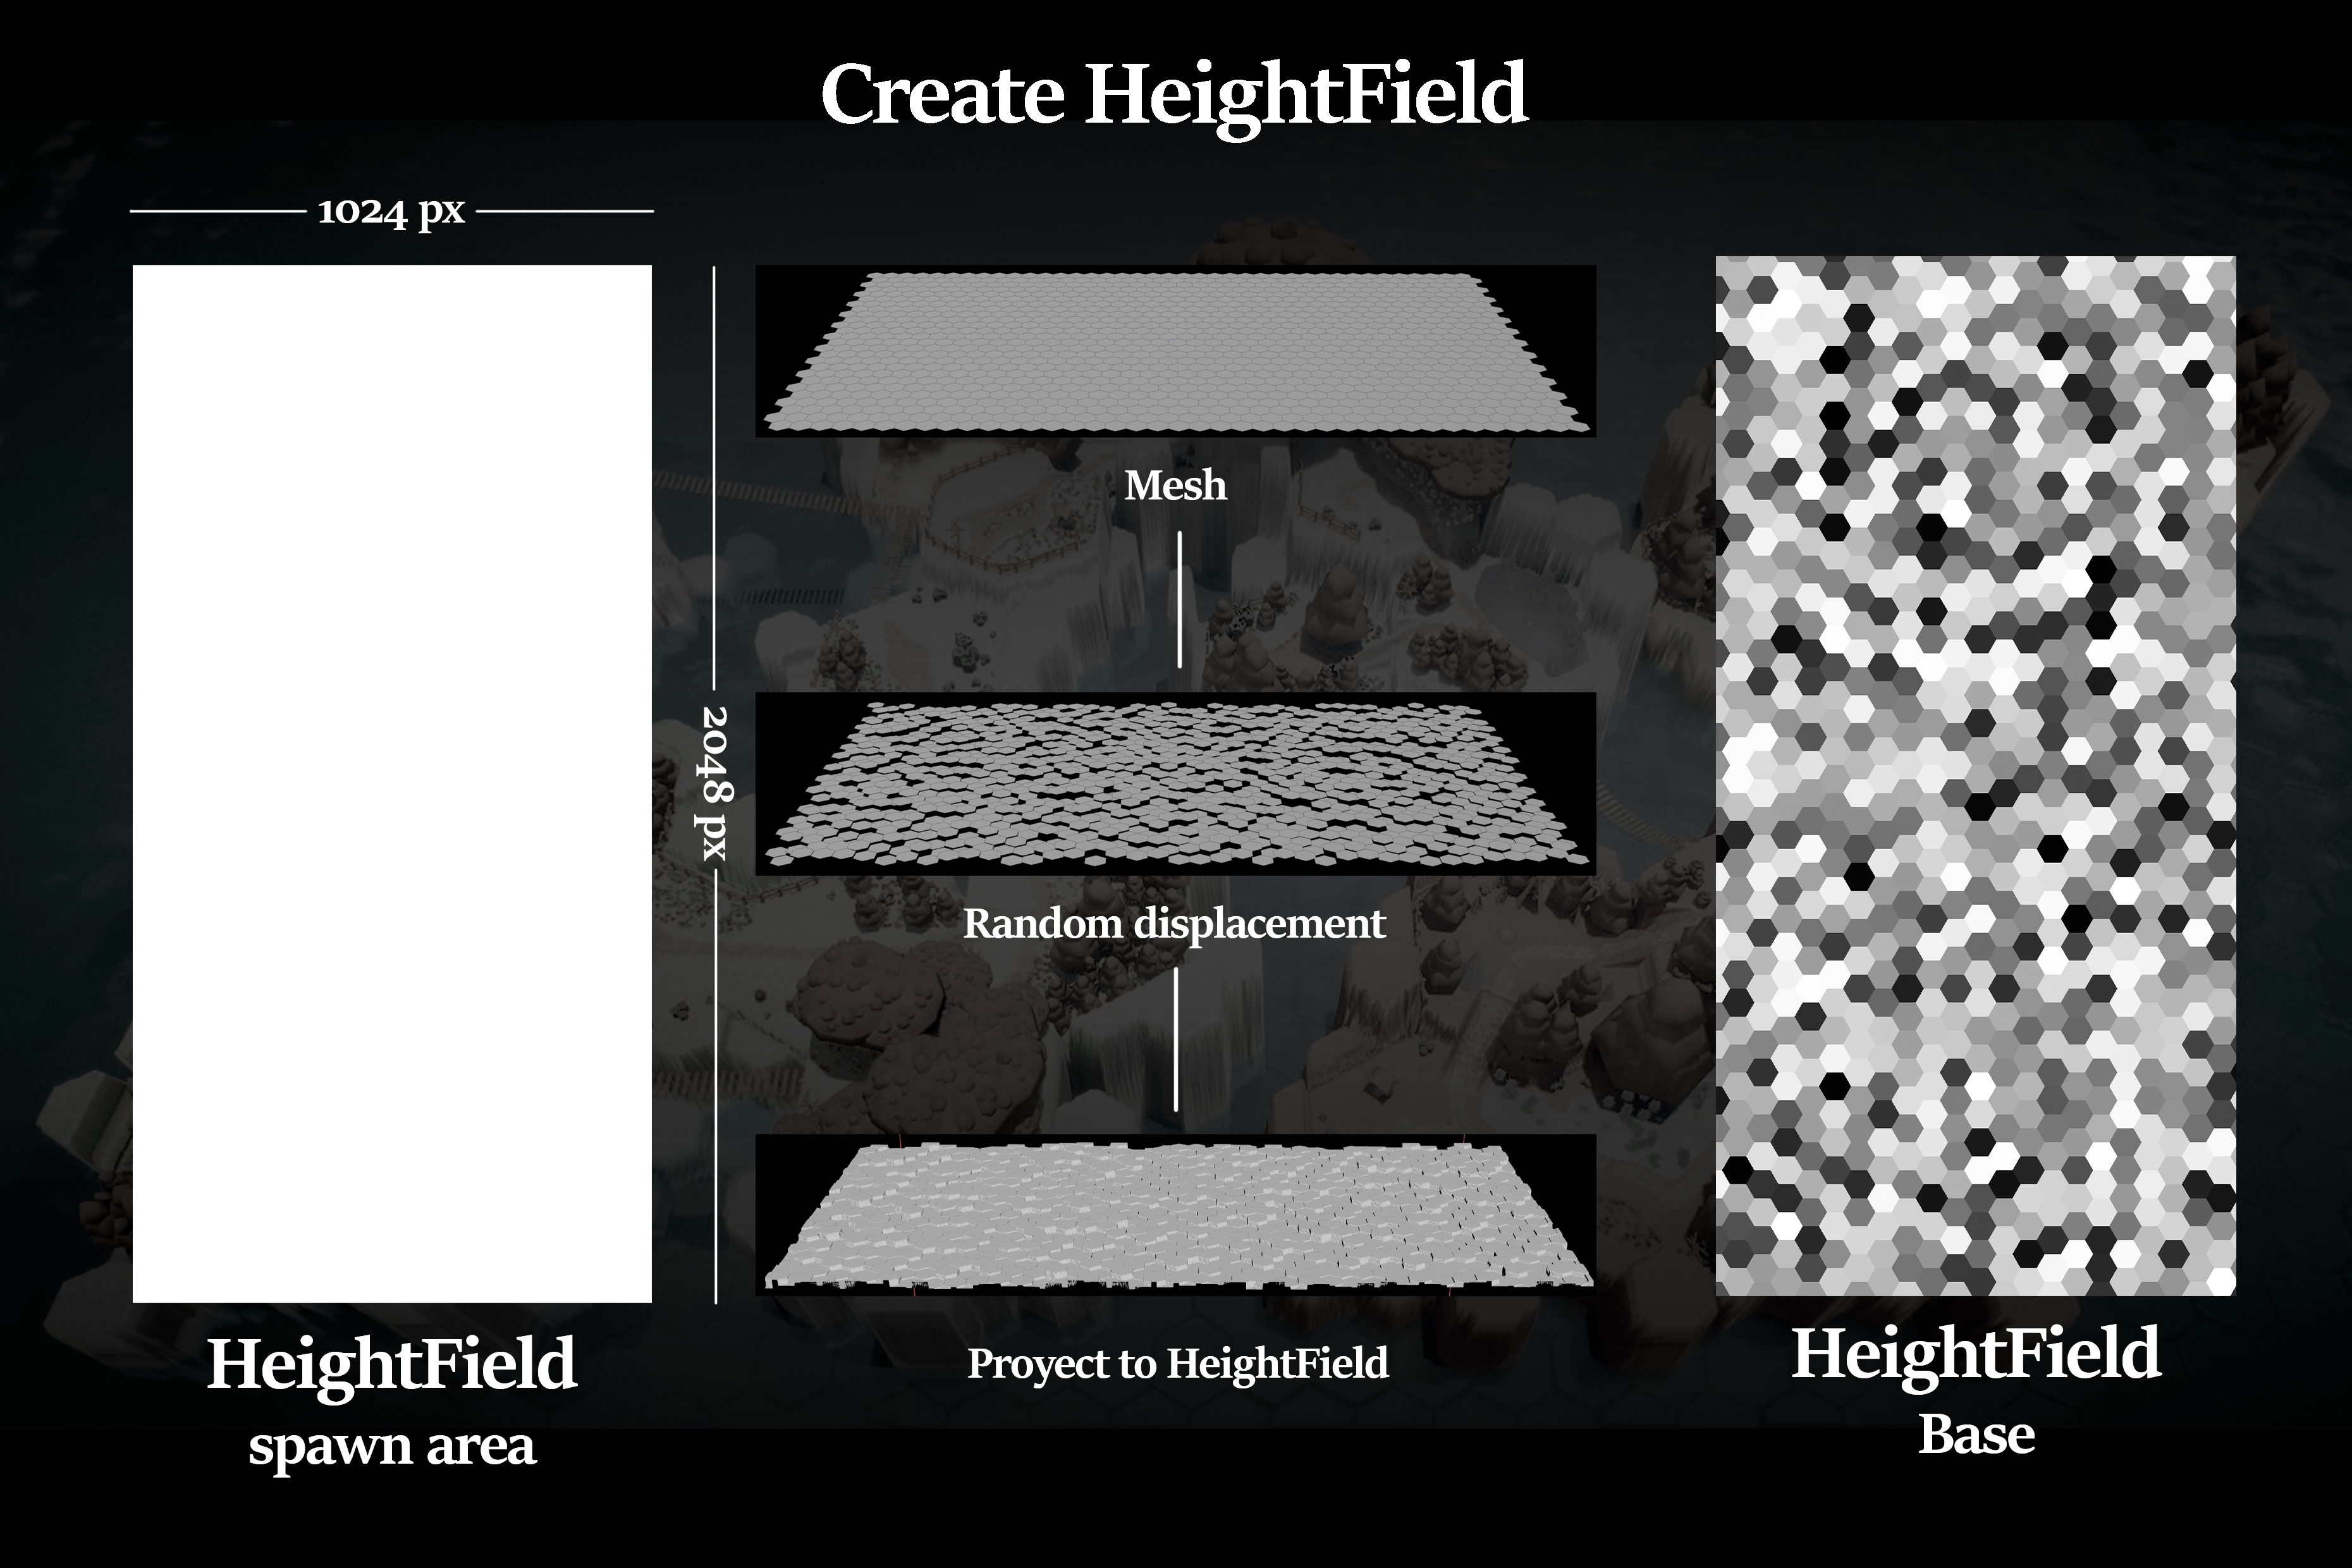 Create HeightField
1024 px
2048 px
Mesh
Random displacement
Proyect to HeightField
HeightField
spawn area
HeightField
Base